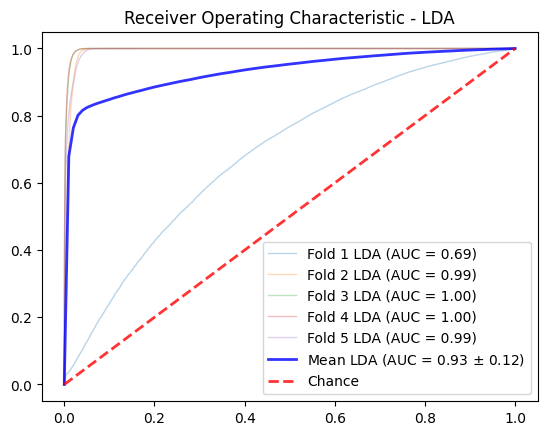 Receiver Operating Characteristic - LDA
1.0
0.8
0.6
0.4
0.2
0.0
Fold 1 LDA (AUC = 0.69)
Fold 2 LDA (AUC = 0.99)
Fold 3 LDA (AUC = 1.00)
Fold 4 LDA (AUC = 1.00)
Fold 5 LDA (AUC = 0.99)
Mean LDA (AUC = 0.93 ± 0.12)
Chance
0.0 0.2 0.4 0.6 0.8 1.0